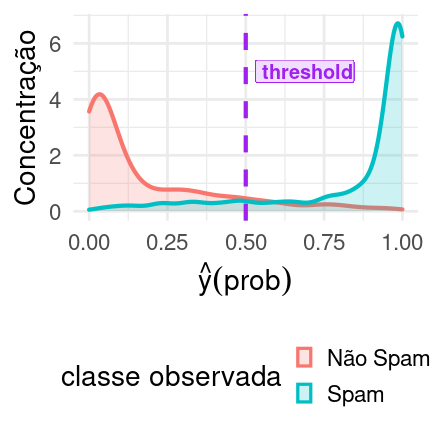 Concentração
6
4
2
0
threshold
0.00 0.25 0.50 0.75 1.00
ŷ(prob)
classe observada
Não Spam
Spam